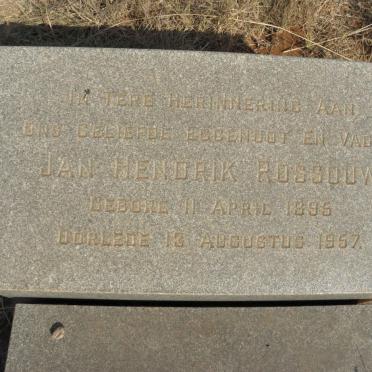 IN TERE HERINNERING AAN
ONS GELIEFDE EGGENOOT EN VAD
JAN HENDRIK ROSSOUW
GEBORE 11 APRIL 1895
OORLEDE 13 AUGUSTUS 1957.